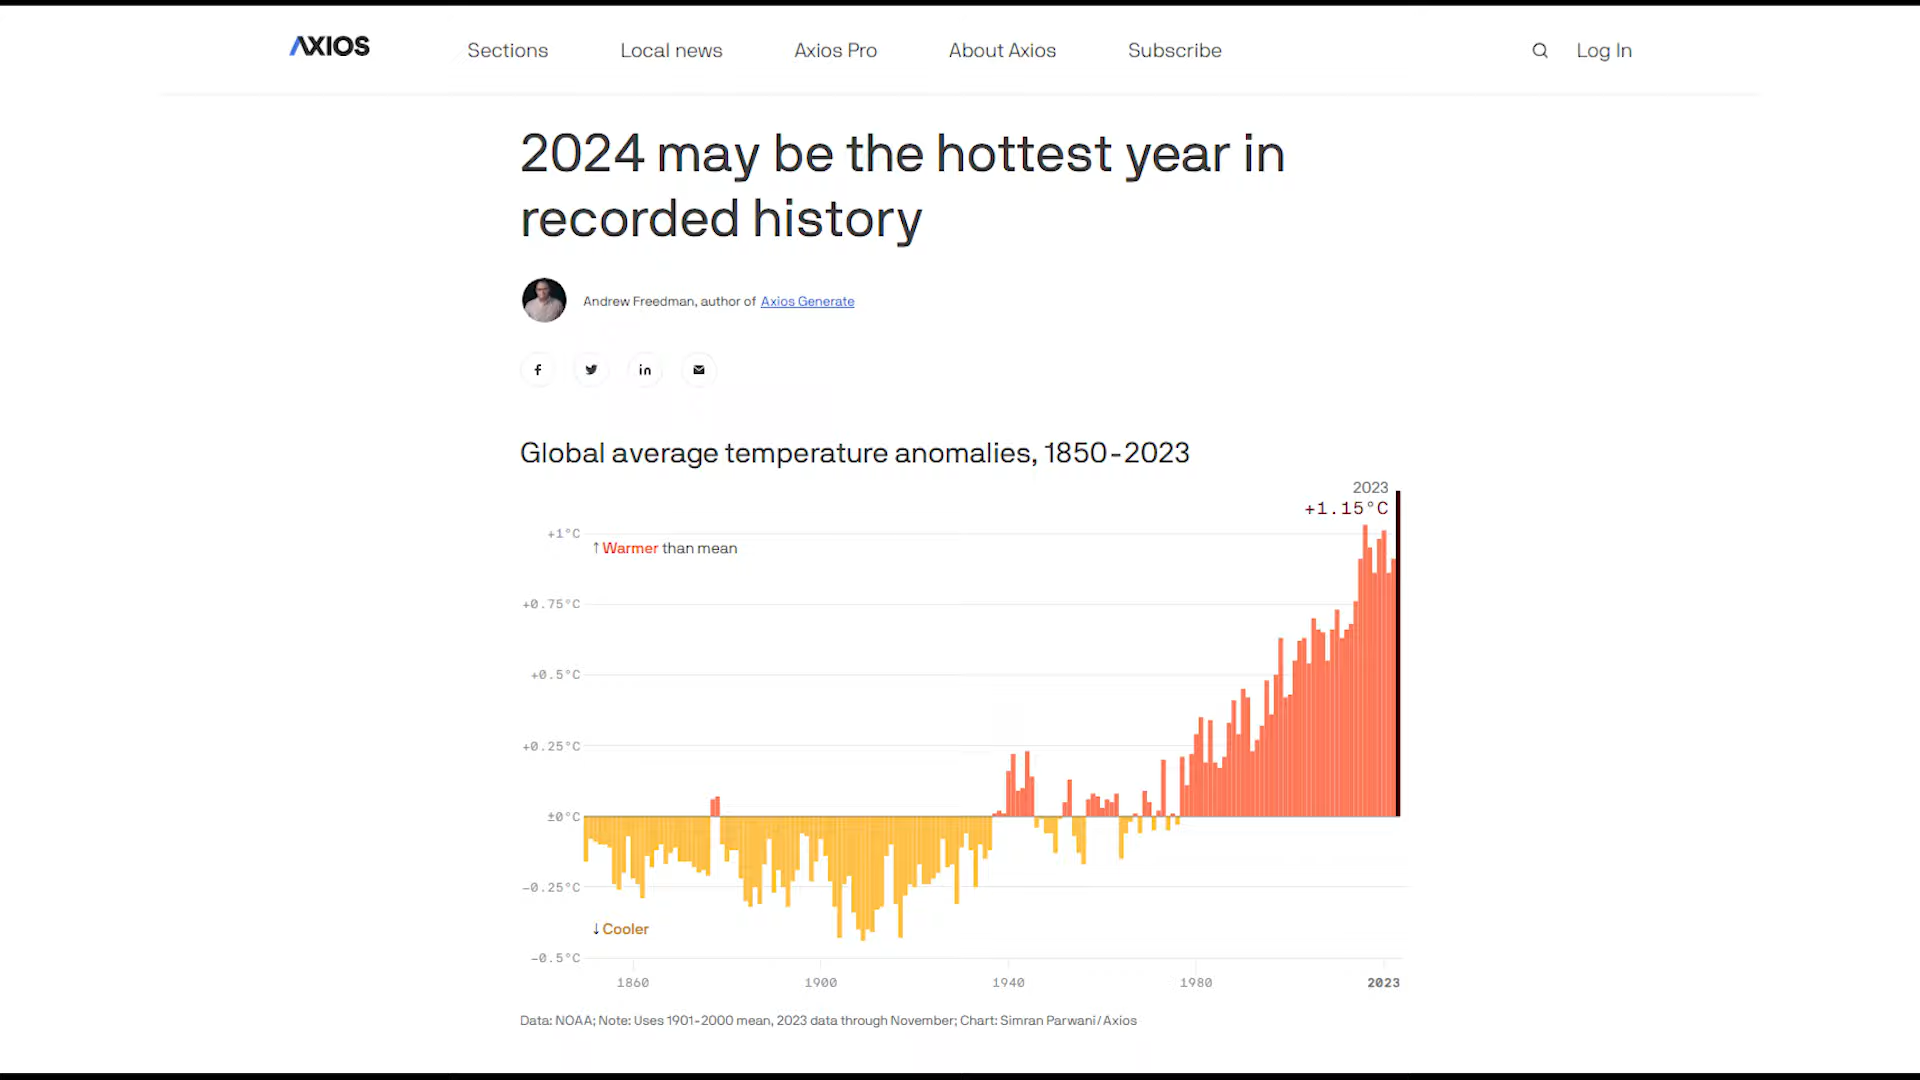 AXIOS
Sections
Local news
Axios Pro
About Axios
Subscribe
Log In
2024 may be the hottest year in
recorded history
Andrew Freedman, author of Axios Generate
Global average temperature anomalies, 1850-2023
2023
+1.15°C
+1°C
↑Warmer than mean
+0.75°C
+0.5°C
+0.25°C
±0°C
-0.25°C
↓Cooler
-0.5°C
1860
1900
1940
1980
2023
Data: NOAA; Note: Uses 1901-2000 mean, 2023 data through November; Chart: Simran Parwani/Axios